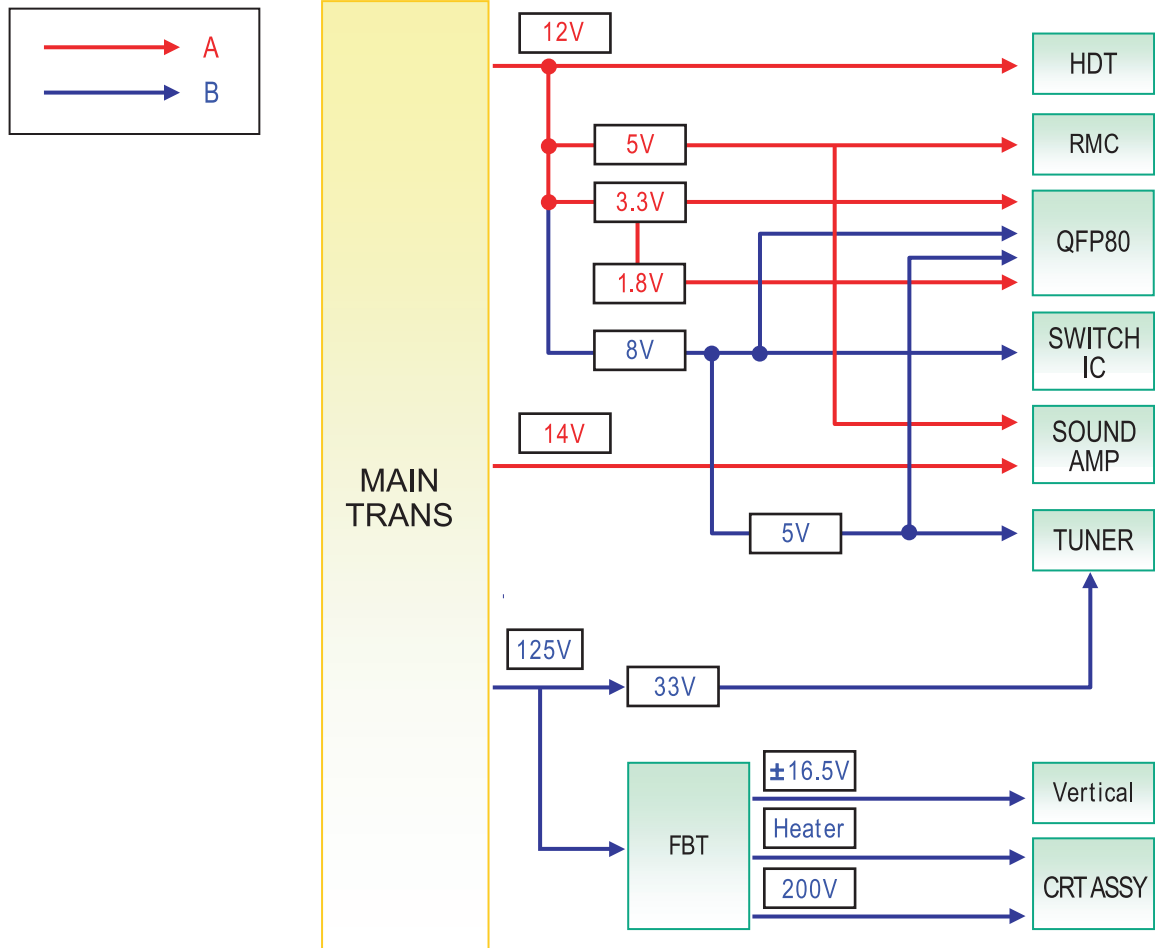 A
B
12V
HDT
5V
RMC
3.3V
QFP80
1.8V
8V
SWITCH
IC
14V
SOUND
AMP
MAIN
TRANS
5V
TUNER
125V
33V
±16.5V
Vertical
Heater
FBT
200V
CRT ASSY